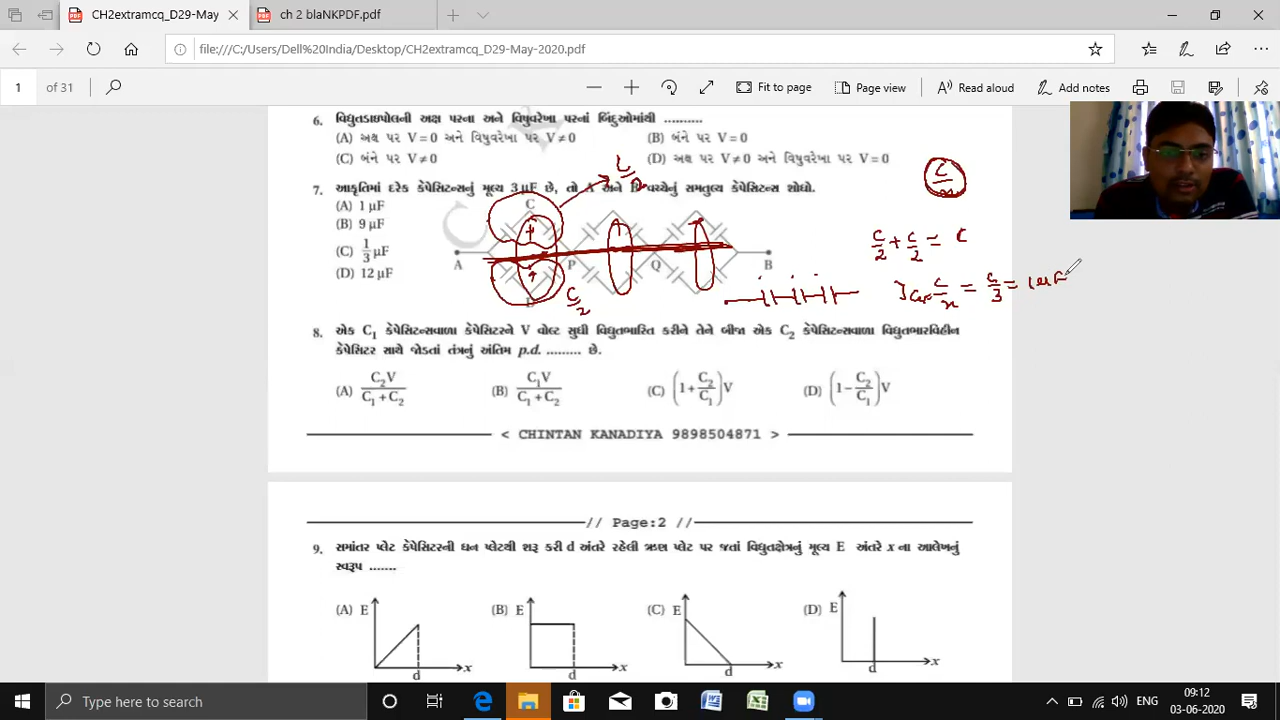 CH2extramcq_D29-May-2020.pdf
ch 2 blaNKPDF.pdf
file:///C:/Users/Dell%20India/Desktop/CH2extramcq_D29-May-2020.pdf
1 of 31
Fit to page
Page view
Read aloud
Add notes
6. વિદ્યુતડાઇપોલની અક્ષ પરના અને વિષુવરેખા પરનાં બિંદુઓમાંથી ..........
(A) અક્ષ પર V = 0 અને વિષુવરેખા પર V ≠ 0
(B) બંને પર V = 0
(C) બંને પર V ≠ 0
(D) અક્ષ પર V ≠ 0 અને વિષુવરેખા પર V = 0
7. આકૃતિમાં દરેક કેપેસિટન્સનું મૂલ્ય 3 μF છે, તો A અને B વચ્ચેનું સમતુલ્ય કેપેસિટન્સ શોધો.
(A) 1 μF
(B) 9 μF
(C) 1/3 μF
(D) 12 μF
C
A P Q B
D
C/2
C/2
C/n
C/2 + C/2 = C
C/n = C/3 = 1μF
8. એક C₁ કેપેસિટન્સવાળા કેપેસિટરને V વોલ્ટ સુધી વિદ્યુતભારિત કરીને તેને બીજા એક C₂ કેપેસિટન્સવાળા વિદ્યુતભારવિહીન
કેપેસિટર સાથે જોડતાં તંત્રનું અંતિમ p.d. ......... છે.
(A) C₂V/(C₁ + C₂)
(B) C₁V/(C₁ + C₂)
(C) (1 + C₂/C₁)V
(D) (1 − C₂/C₁)V
< CHINTAN KANADIYA 9898504871 >
// Page:2 //
9. સમાંતર પ્લેટ કેપેસિટરની ધન પ્લેટથી શરૂ કરી d અંતરે રહેલી ઋણ પ્લેટ પર જતાં વિદ્યુતક્ષેત્રનું મૂલ્ય E અંતરે x ના આલેખનું
સ્વરૂપ .......
(A) E
d x
(B) E
d x
(C) E
d x
(D) E
d x
Type here to search
ENG
09:12
03-06-2020